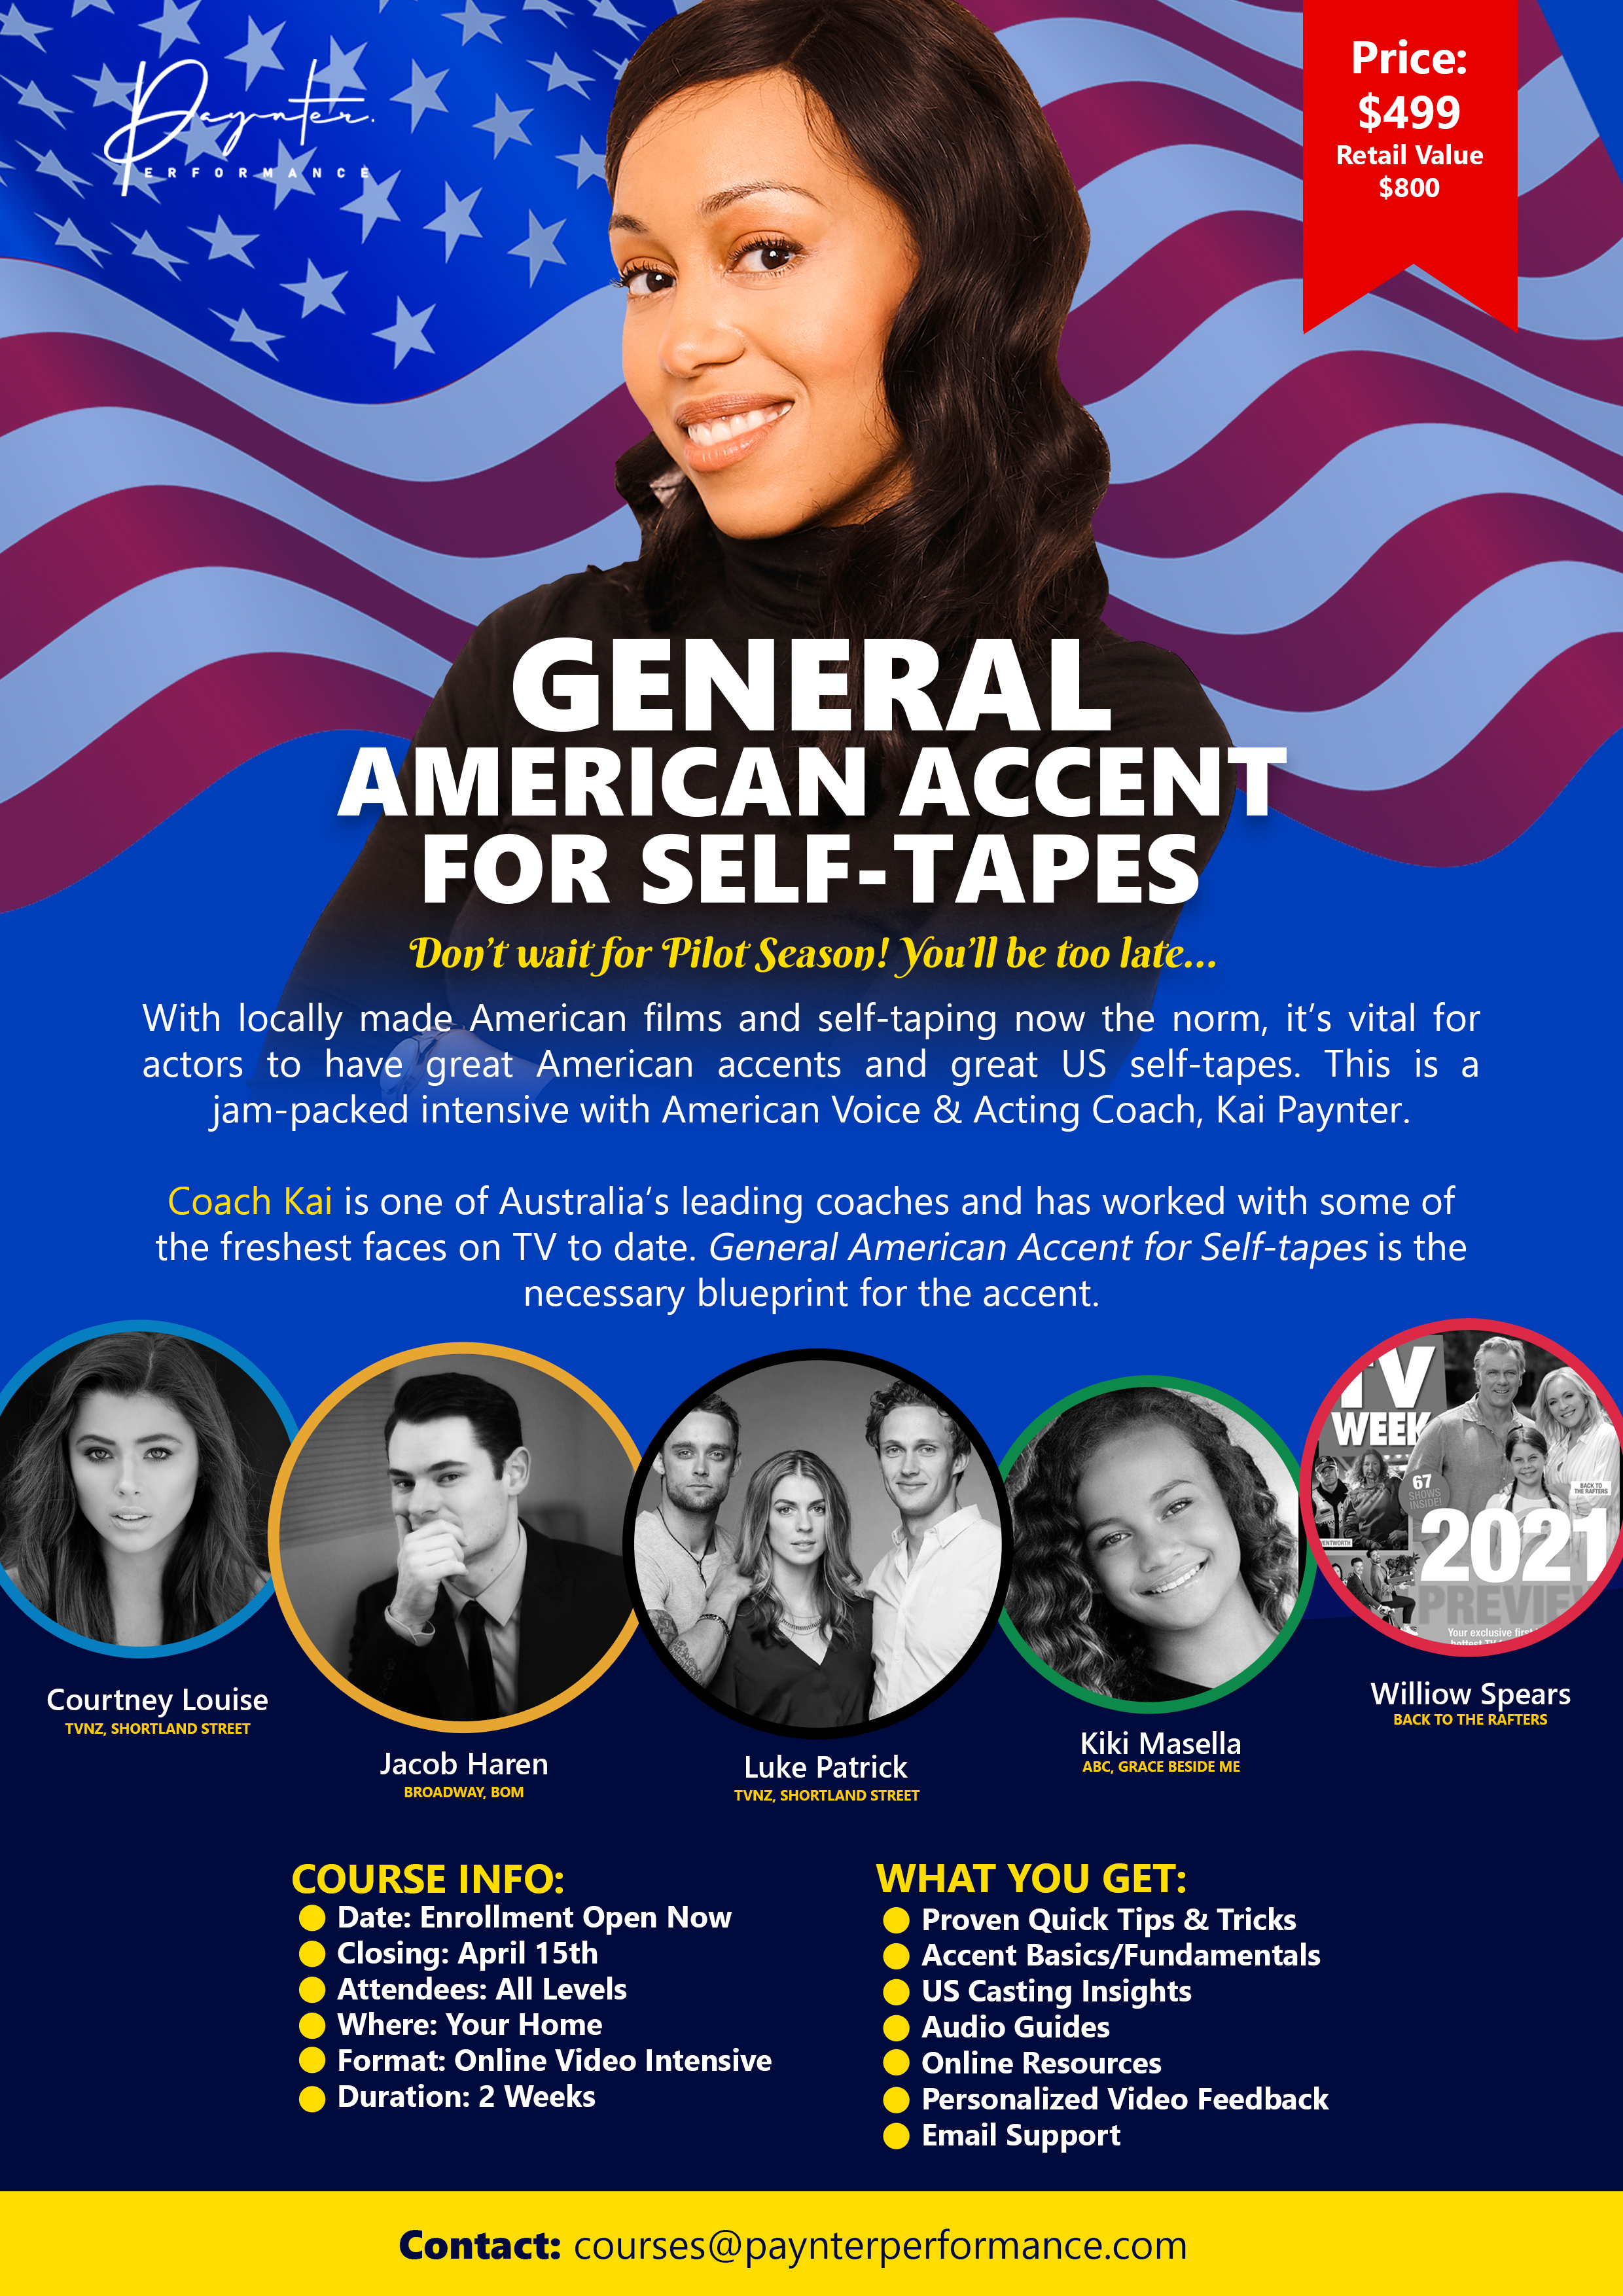 Paynter.
PERFORMANCE
Price:
$499
Retail Value
$800
GENERAL
AMERICAN ACCENT
FOR SELF-TAPES
Don't wait for Pilot Season! You'll be too late...
With locally made American films and self-taping now the norm, it's vital for
actors to have great American accents and great US self-tapes. This is a
jam-packed intensive with American Voice & Acting Coach, Kai Paynter.
Coach Kai is one of Australia's leading coaches and has worked with some of
the freshest faces on TV to date. General American Accent for Self-tapes is the
necessary blueprint for the accent.
TV
WEEK
67
SHOWS
INSIDE!
BACK TO
THE RAFTERS
WENTWORTH
2021
PREVIEW
Your exclusive first
hottest TV
Courtney Louise
TVNZ, SHORTLAND STREET
Jacob Haren
BROADWAY, BOM
Luke Patrick
TVNZ, SHORTLAND STREET
Kiki Masella
ABC, GRACE BESIDE ME
Williow Spears
BACK TO THE RAFTERS
COURSE INFO:
Date: Enrollment Open Now
Closing: April 15th
Attendees: All Levels
Where: Your Home
Format: Online Video Intensive
Duration: 2 Weeks
WHAT YOU GET:
Proven Quick Tips & Tricks
Accent Basics/Fundamentals
US Casting Insights
Audio Guides
Online Resources
Personalized Video Feedback
Email Support
Contact: courses@paynterperformance.com